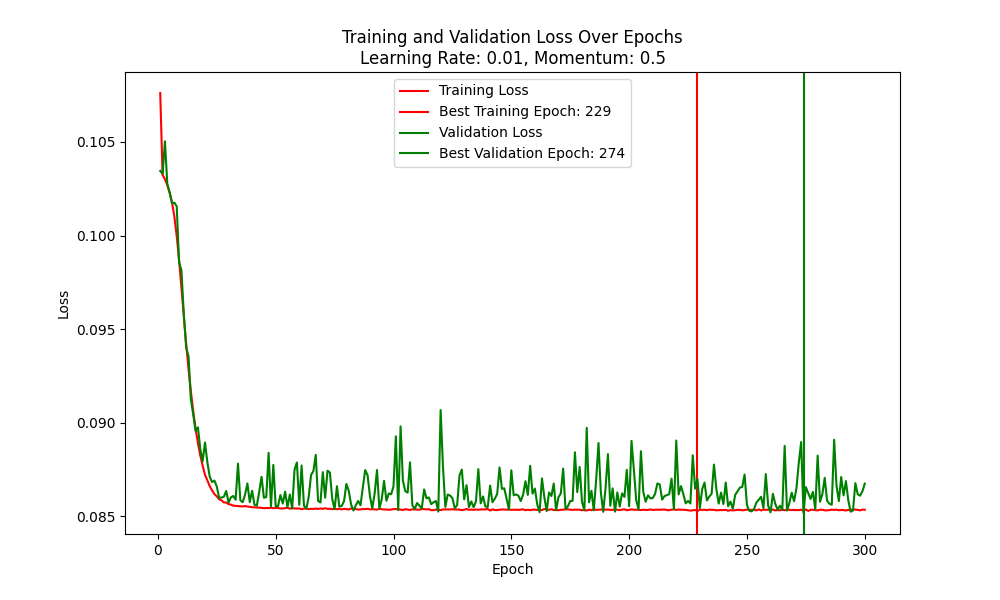 Training and Validation Loss Over Epochs
Learning Rate: 0.01, Momentum: 0.5
Training Loss
Best Training Epoch: 229
Validation Loss
Best Validation Epoch: 274
0.105
0.100
0.095
0.090
0.085
Loss
0 50 100 150 200 250 300
Epoch